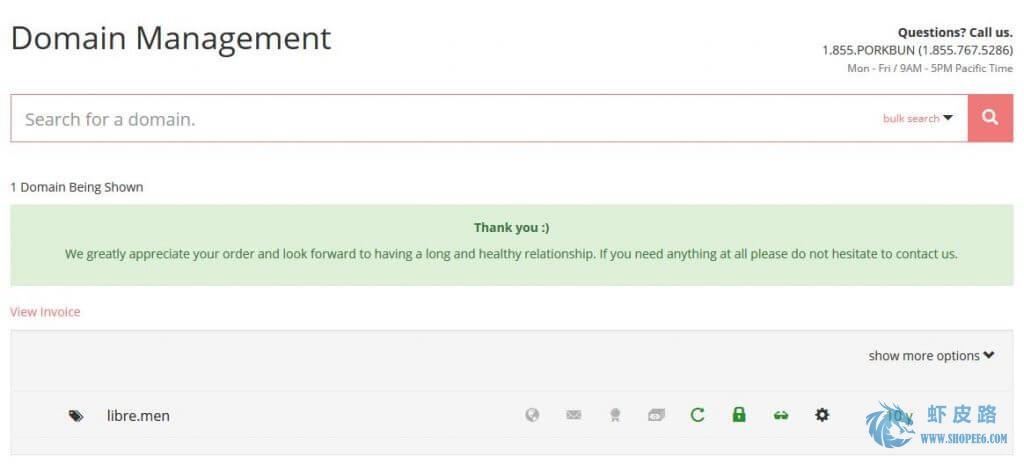 Domain Management
Questions? Call us.
1.855.PORKBUN (1.855.767.5286)
Mon - Fri / 9AM - 5PM Pacific Time
Search for a domain.
bulk search
1 Domain Being Shown
Thank you :)
We greatly appreciate your order and look forward to having a long and healthy relationship. If you need anything at all please do not hesitate to contact us.
View Invoice
show more options
libre.men
10 y
虾皮路
WWW.SHOPEE6.COM